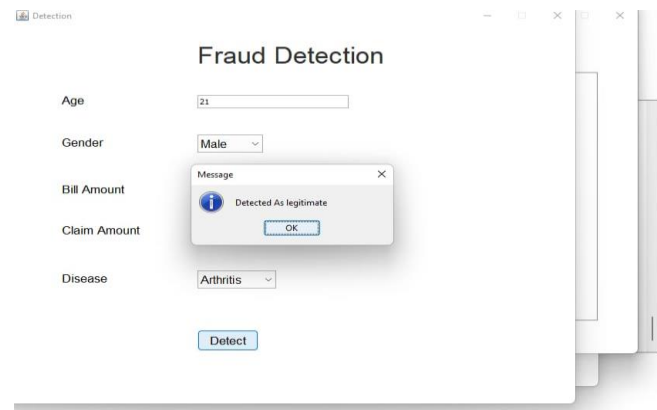 Detection
Fraud Detection
Age 21
Gender Male
Message
Bill Amount
Detected As legitimate
Claim Amount
OK
Disease Arthritis
Detect